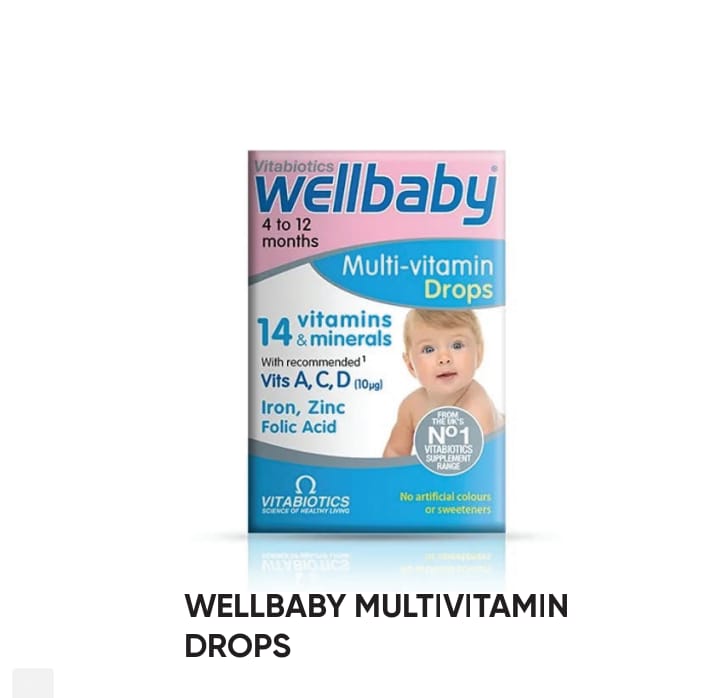 Vitabiotics
wellbaby®
4 to 12
months
Multi-vitamin
Drops
14 vitamins
& minerals
With recommended¹
Vits A, C, D (10µg)
Iron, Zinc
Folic Acid
FROM
THE UK'S
Nº1
VITABIOTICS
SUPPLEMENT
RANGE
VITABIOTICS
SCIENCE OF HEALTHY LIVING
No artificial colours
or sweeteners
WELLBABY MULTIVITAMIN
DROPS